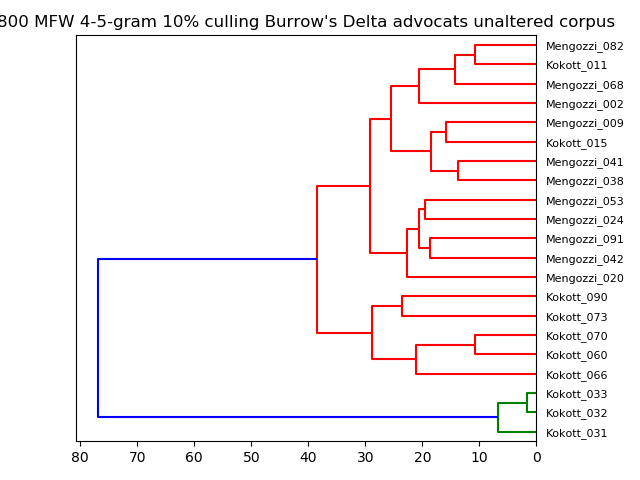 800 MFW 4-5-gram 10% culling Burrow's Delta advocats unaltered corpus
Mengozzi_082
Kokott_011
Mengozzi_068
Mengozzi_002
Mengozzi_009
Kokott_015
Mengozzi_041
Mengozzi_038
Mengozzi_053
Mengozzi_024
Mengozzi_091
Mengozzi_042
Mengozzi_020
Kokott_090
Kokott_073
Kokott_070
Kokott_060
Kokott_066
Kokott_033
Kokott_032
Kokott_031
80 70 60 50 40 30 20 10 0